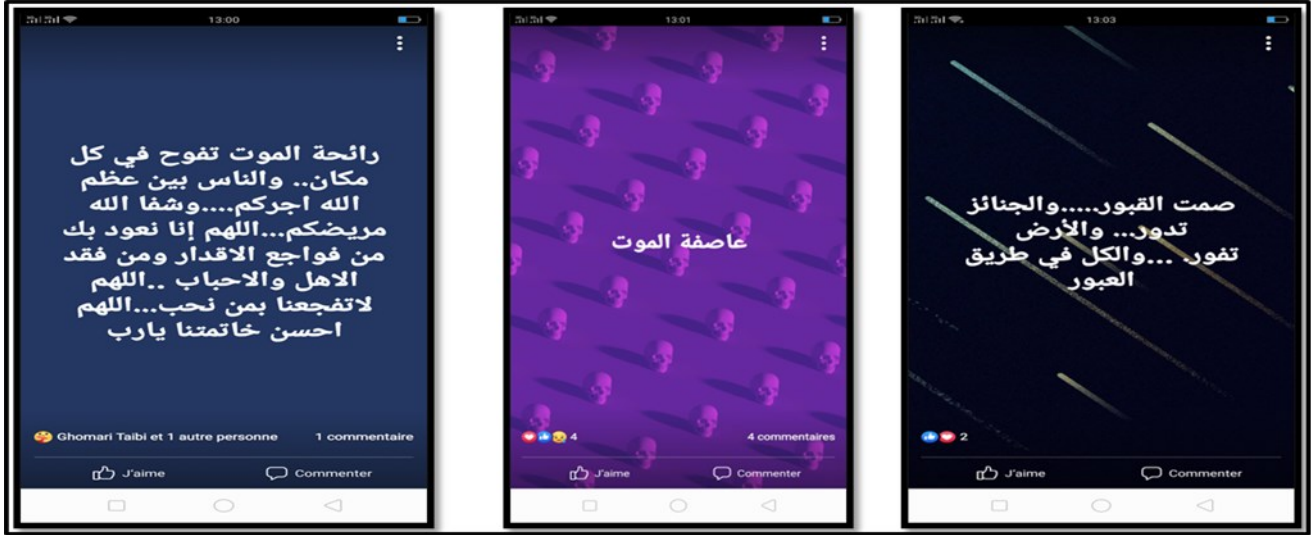 13:00
رائحة الموت تفوح في كل
مكان.. والناس بين عظم
الله اجركم....وشفا الله
مريضكم...اللهم إنا نعود بك
من فواجع الاقدار ومن فقد
الاهل والاحباب ..اللهم
لاتفجعنا بمن نحب...اللهم
احسن خاتمتنا يارب
Ghomari Taibi et 1 autre personne 1 commentaire
J'aime Commenter
13:01
عاصفة الموت
4 4 commentaires
J'aime Commenter
13:03
صمت القبور.....والجنائز
تدور... والأرض
تفور. ...والكل في طريق
العبور
2
J'aime Commenter